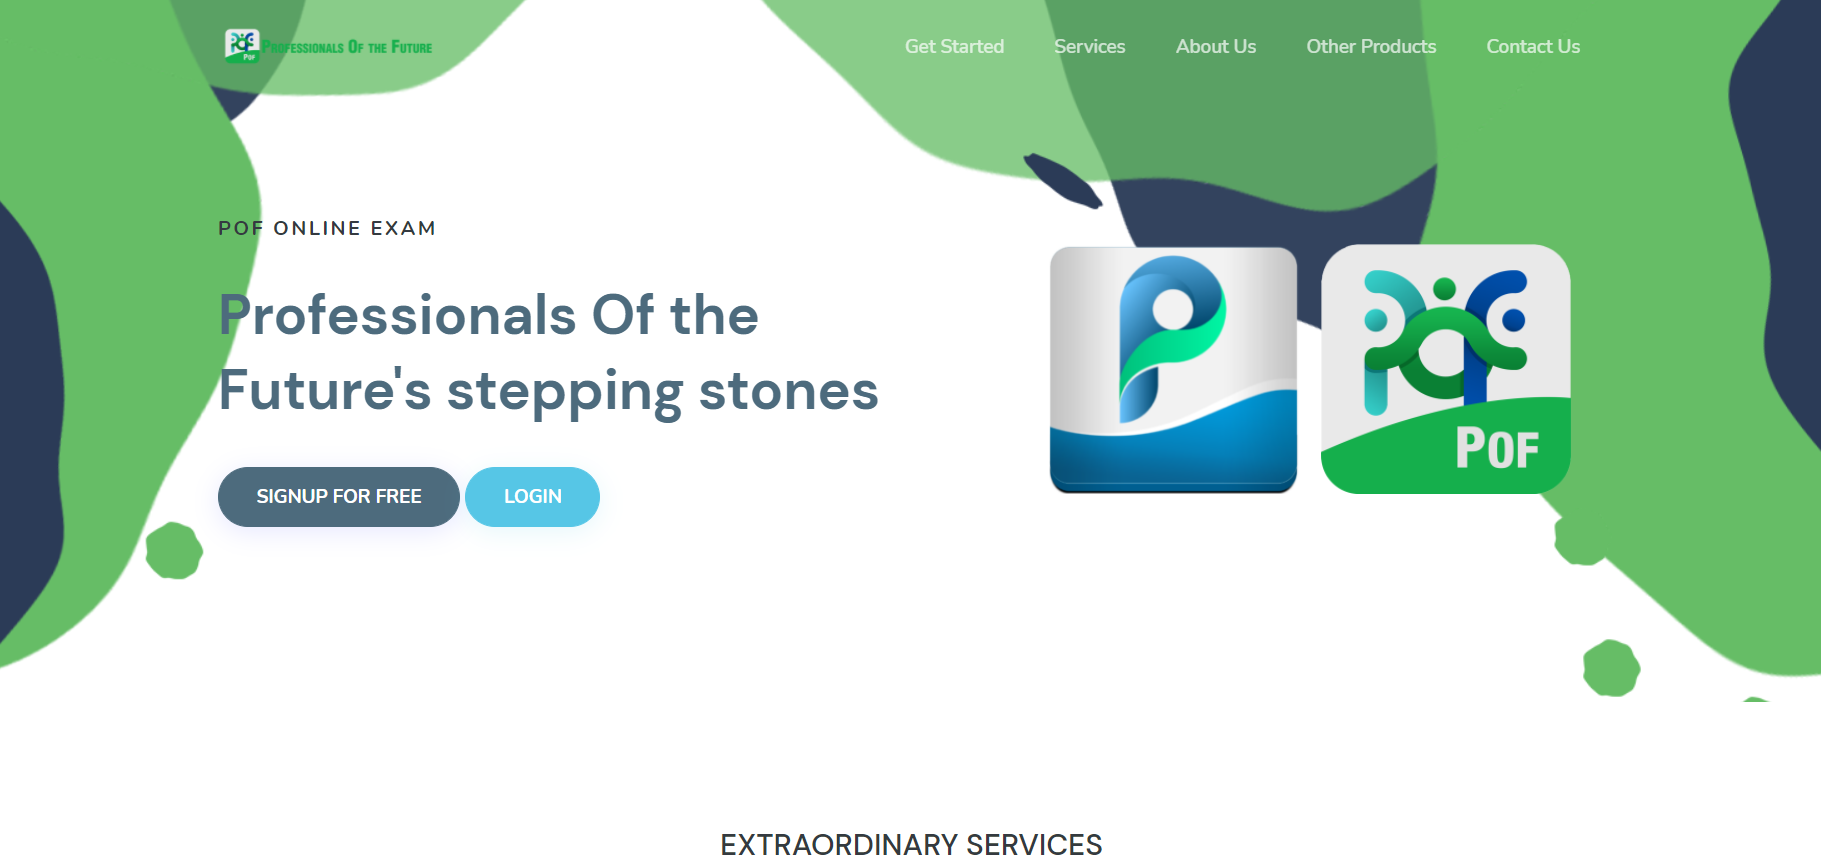 Professionals Of the Future
POF
Get Started
Services
About Us
Other Products
Contact Us
POF ONLINE EXAM
Professionals Of the
Future's stepping stones
SIGNUP FOR FREE
LOGIN
P
POF
POF
EXTRAORDINARY SERVICES